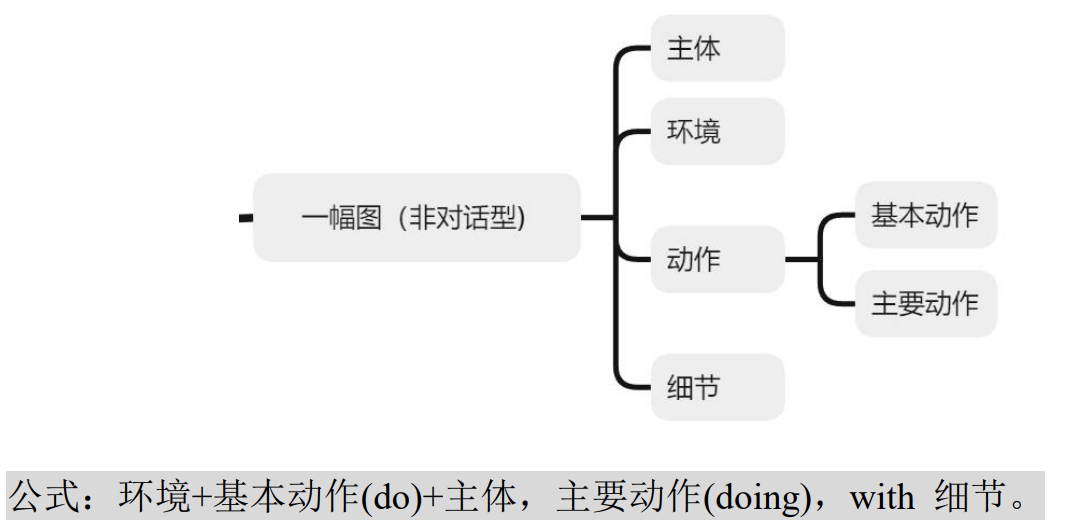 主体
环境
一幅图（非对话型)
动作
基本动作
主要动作
细节
公式：环境+基本动作(do)+主体，主要动作(doing)，with 细节。